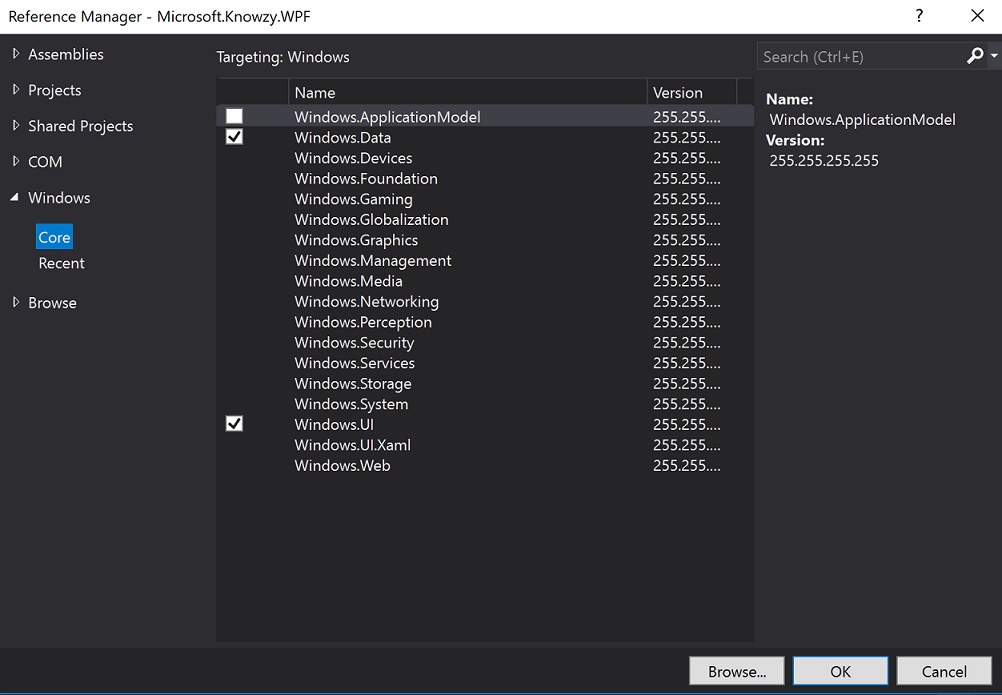 Reference Manager - Microsoft.Knowzy.WPF ?
Assemblies
Projects
Shared Projects
COM
Windows
Core
Recent
Browse
Targeting: Windows
Name Version
Windows.ApplicationModel 255.255....
Windows.Data 255.255....
Windows.Devices 255.255....
Windows.Foundation 255.255....
Windows.Gaming 255.255....
Windows.Globalization 255.255....
Windows.Graphics 255.255....
Windows.Management 255.255....
Windows.Media 255.255....
Windows.Networking 255.255....
Windows.Perception 255.255....
Windows.Security 255.255....
Windows.Services 255.255....
Windows.Storage 255.255....
Windows.System 255.255....
Windows.UI 255.255....
Windows.UI.Xaml 255.255....
Windows.Web 255.255....
Search (Ctrl+E)
Name:
Windows.ApplicationModel
Version:
255.255.255.255
Browse... OK Cancel